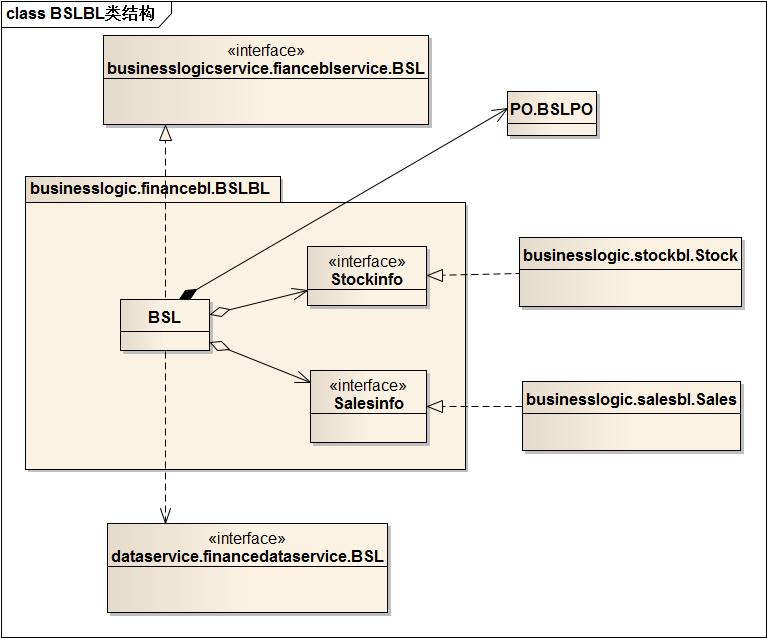 class BSLBL类结构
«interface»
businesslogicservice.fianceblservice.BSL
PO.BSLPO
businesslogic.financebl.BSLBL
«interface»
Stockinfo
businesslogic.stockbl.Stock
BSL
«interface»
Salesinfo
businesslogic.salesbl.Sales
«interface»
dataservice.financedataservice.BSL